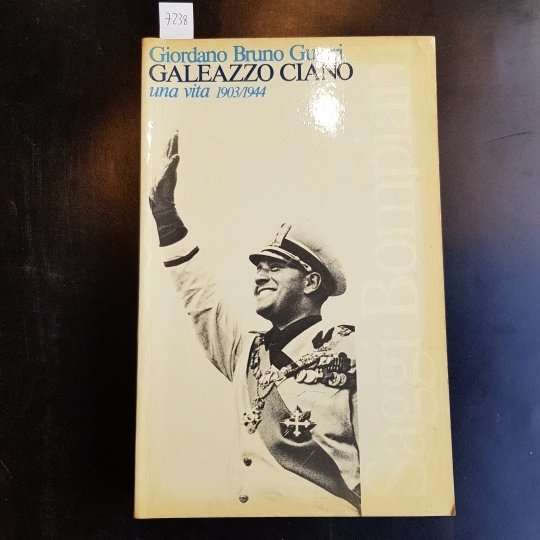 7238
Giordano Bruno Guerri
GALEAZZO CIANO
una vita 1903/1944
Saggi Bompiani